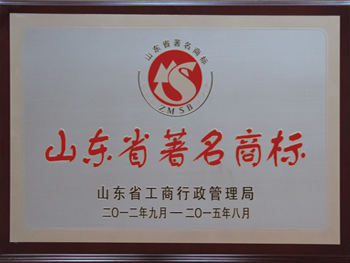 山东省著名商标
ZMSB
山东省著名商标
山东省工商行政管理局
二〇一二年九月—二〇一五年八月